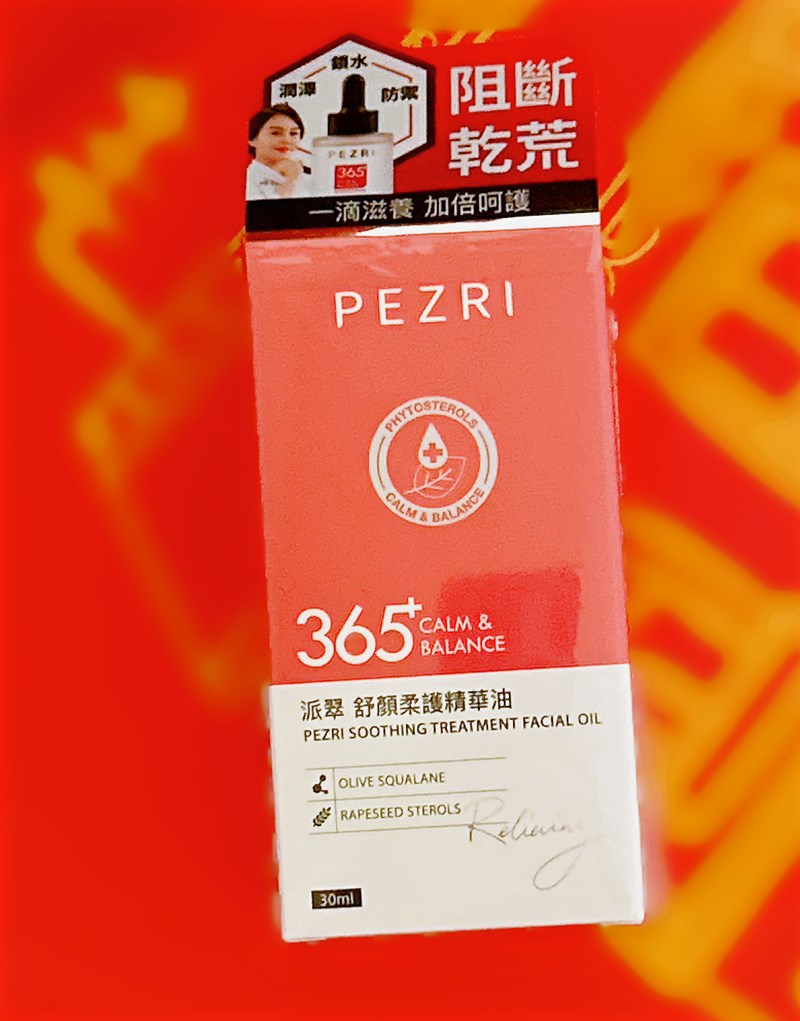 鎖水
潤澤
防禦
PEZRI
365
阻斷
乾荒
一滴滋養 加倍呵護
PEZRI
PHYTOSTEROLS
CALM & BALANCE
365+ CALM &
BALANCE
派翠 舒顏柔護精華油
PEZRI SOOTHING TREATMENT FACIAL OIL
OLIVE SQUALANE
RAPESEED STEROLS
Relieving
30ml